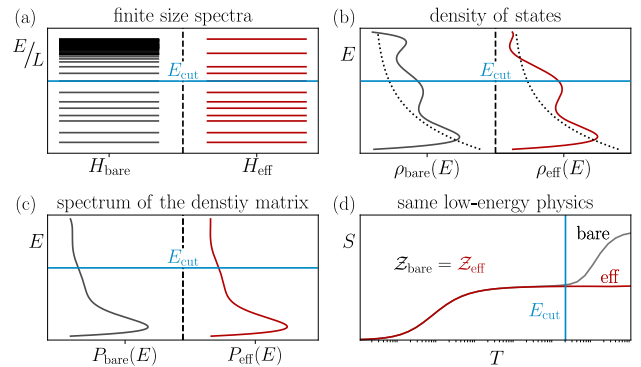 (a) finite size spectra
E/L
E_cut
H_bare H_eff
(b) density of states
E
E_cut
ρ_bare(E) ρ_eff(E)
(c) spectrum of the denstiy matrix
E
E_cut
P_bare(E) P_eff(E)
(d) same low-energy physics
S
bare
𝒵_bare = 𝒵_eff
eff
E_cut
T